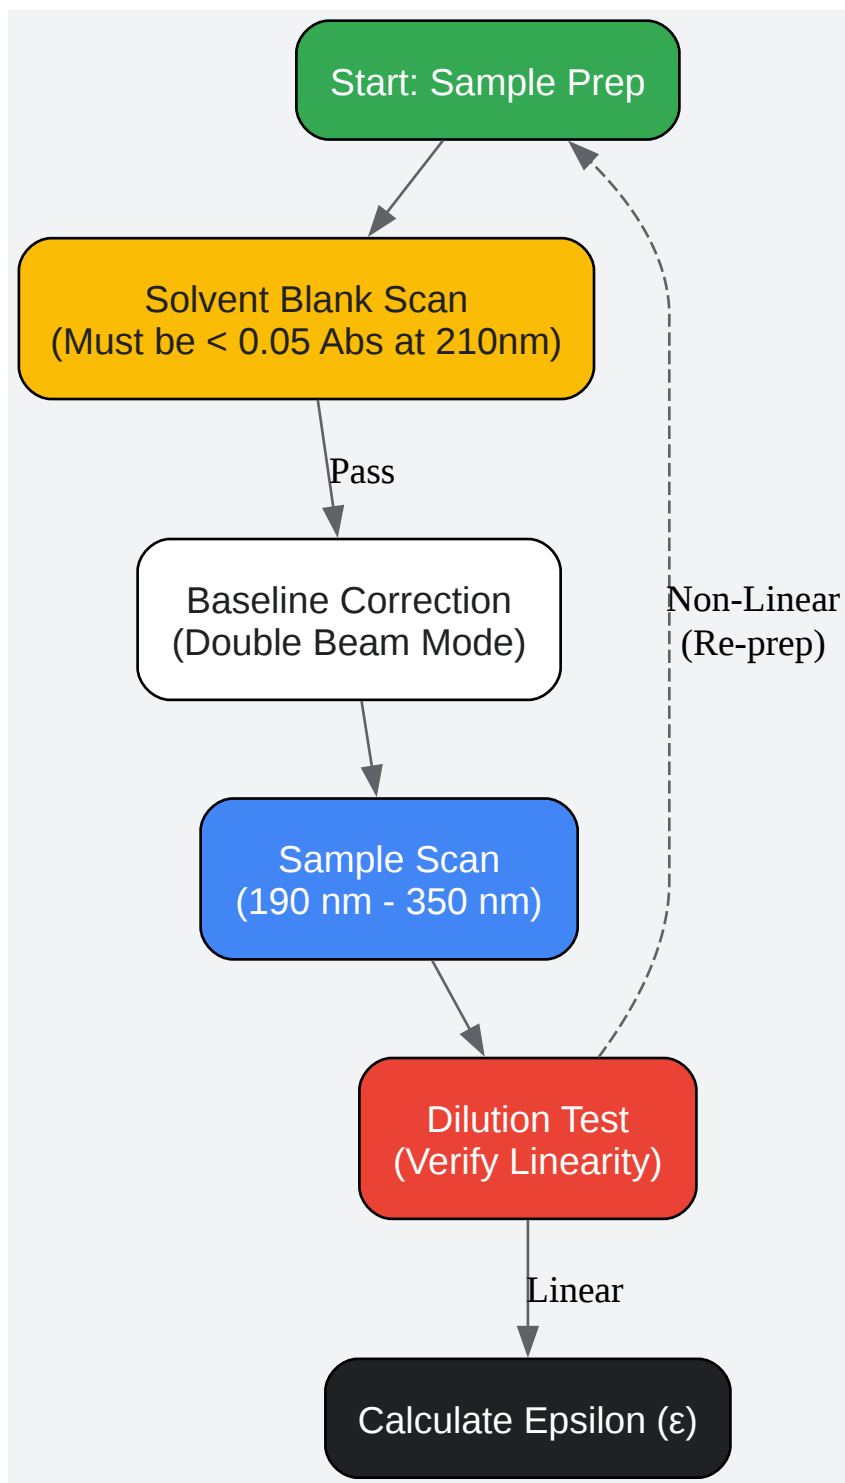 Start: Sample Prep
Solvent Blank Scan
(Must be < 0.05 Abs at 210nm)
Pass
Baseline Correction
(Double Beam Mode)
Non-Linear
(Re-prep)
Sample Scan
(190 nm - 350 nm)
Dilution Test
(Verify Linearity)
Linear
Calculate Epsilon (ε)